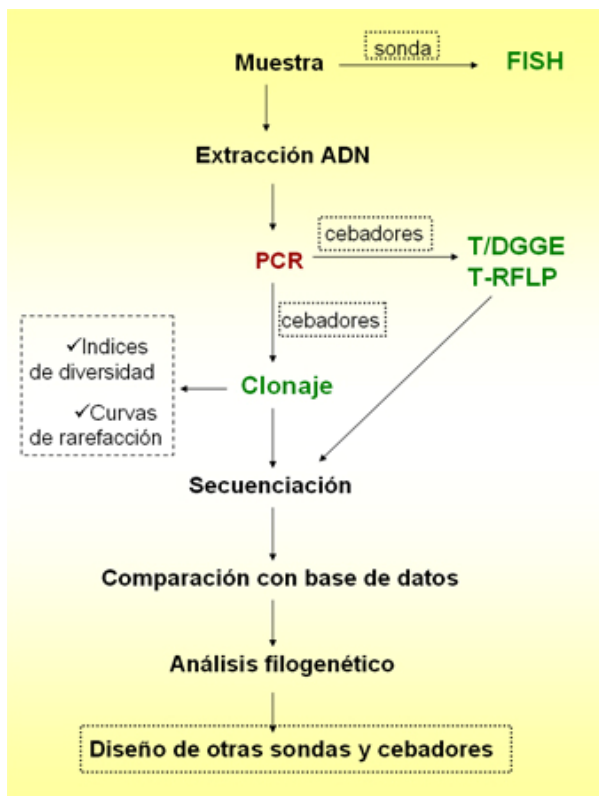 Muestra
sonda
FISH
Extracción ADN
PCR
cebadores
T/DGGE
T-RFLP
cebadores
✓Indices
de diversidad
✓Curvas
de rarefacción
Clonaje
Secuenciación
Comparación con base de datos
Análisis filogenético
Diseño de otras sondas y cebadores